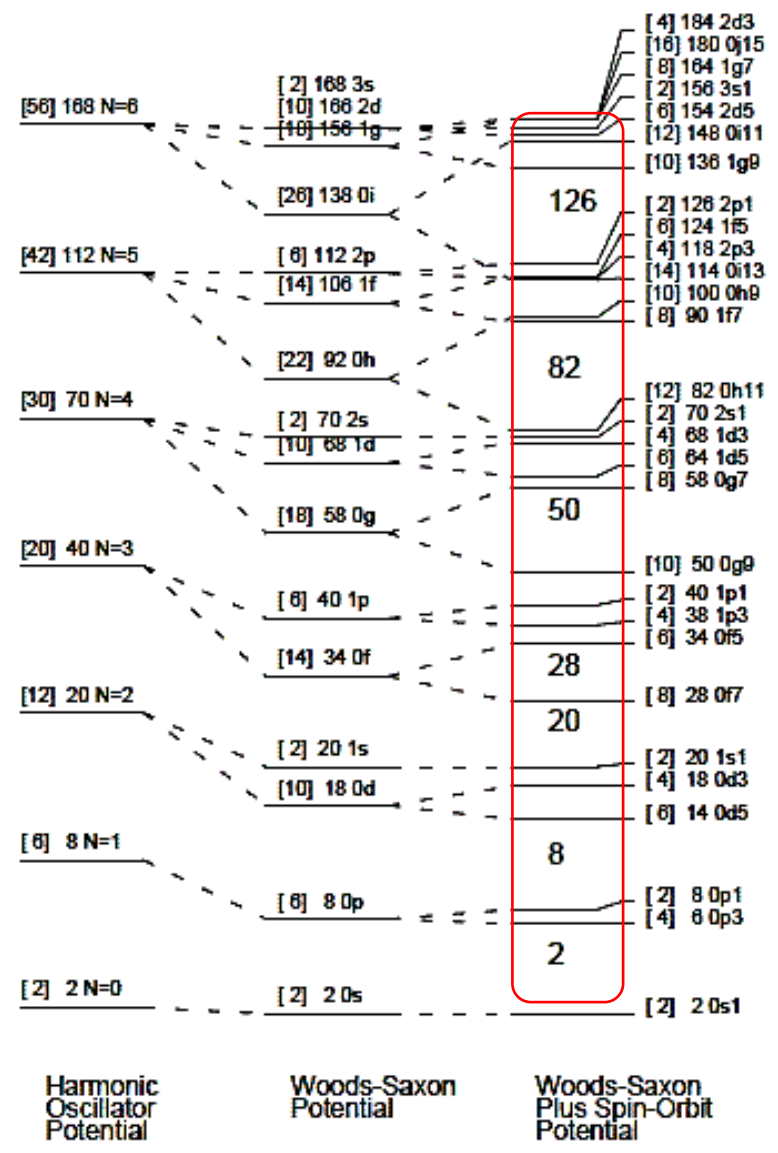 [56] 168 N=6
[42] 112 N=5
[30] 70 N=4
[20] 40 N=3
[12] 20 N=2
[6] 8 N=1
[2] 2 N=0
Harmonic
Oscillator
Potential
[2] 168 3s
[10] 166 2d
[18] 156 1g
[26] 138 0i
[6] 112 2p
[14] 106 1f
[22] 92 0h
[2] 70 2s
[10] 68 1d
[18] 58 0g
[6] 40 1p
[14] 34 0f
[2] 20 1s
[10] 18 0d
[6] 8 0p
[2] 2 0s
Woods-Saxon
Potential
126
82
50
28
20
8
2
[4] 184 2d3
[16] 180 0j15
[8] 164 1g7
[2] 156 3s1
[6] 154 2d5
[12] 148 0i11
[10] 136 1g9
[2] 126 2p1
[6] 124 1f5
[4] 118 2p3
[14] 114 0i13
[10] 100 0h9
[8] 90 1f7
[12] 82 0h11
[2] 70 2s1
[4] 68 1d3
[6] 64 1d5
[8] 58 0g7
[10] 50 0g9
[2] 40 1p1
[4] 38 1p3
[6] 34 0f5
[8] 28 0f7
[2] 20 1s1
[4] 18 0d3
[6] 14 0d5
[2] 8 0p1
[4] 6 0p3
[2] 2 0s1
Woods-Saxon
Plus Spin-Orbit
Potential